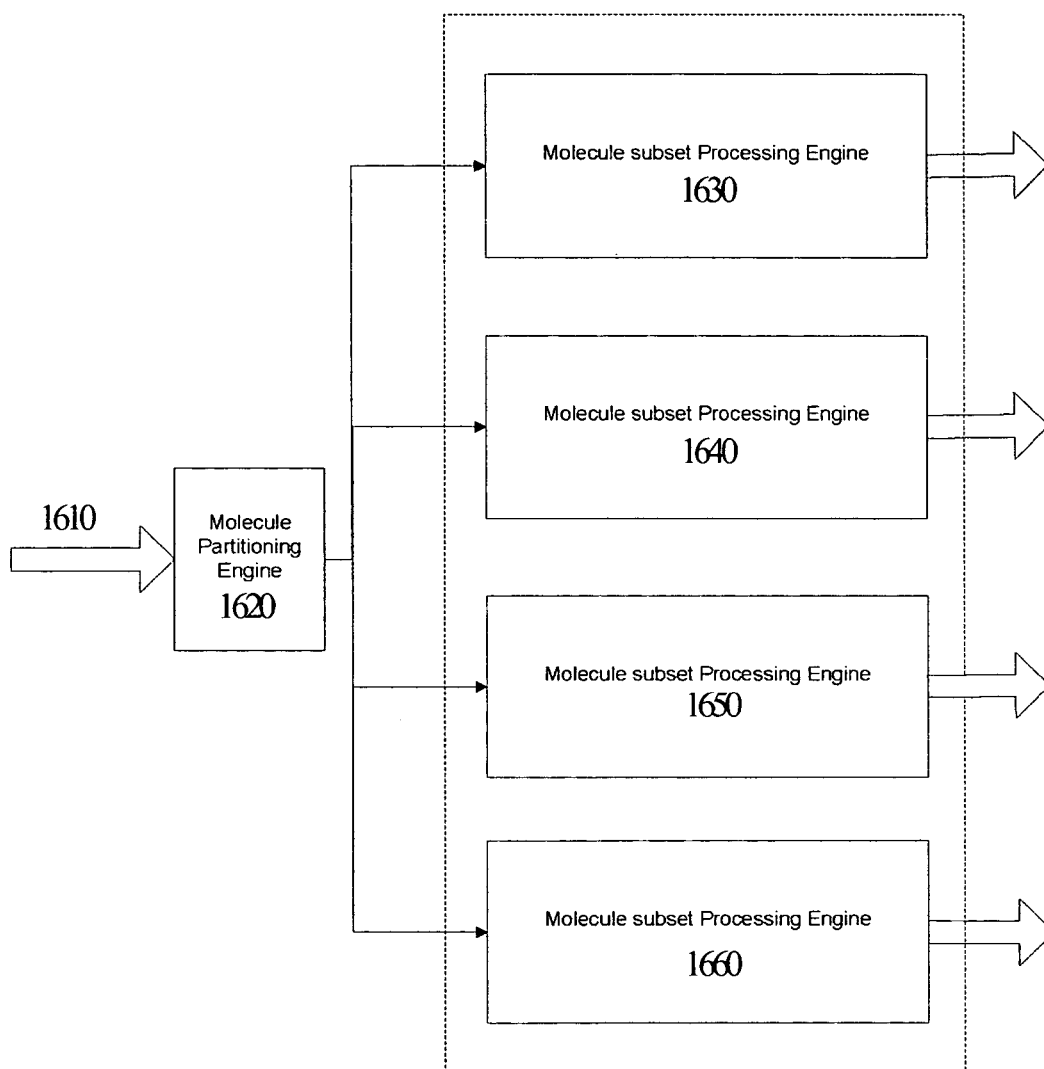 Molecule subset Processing Engine
1630
Molecule subset Processing Engine
1640
1610
Molecule
Partitioning
Engine
1620
Molecule subset Processing Engine
1650
Molecule subset Processing Engine
1660